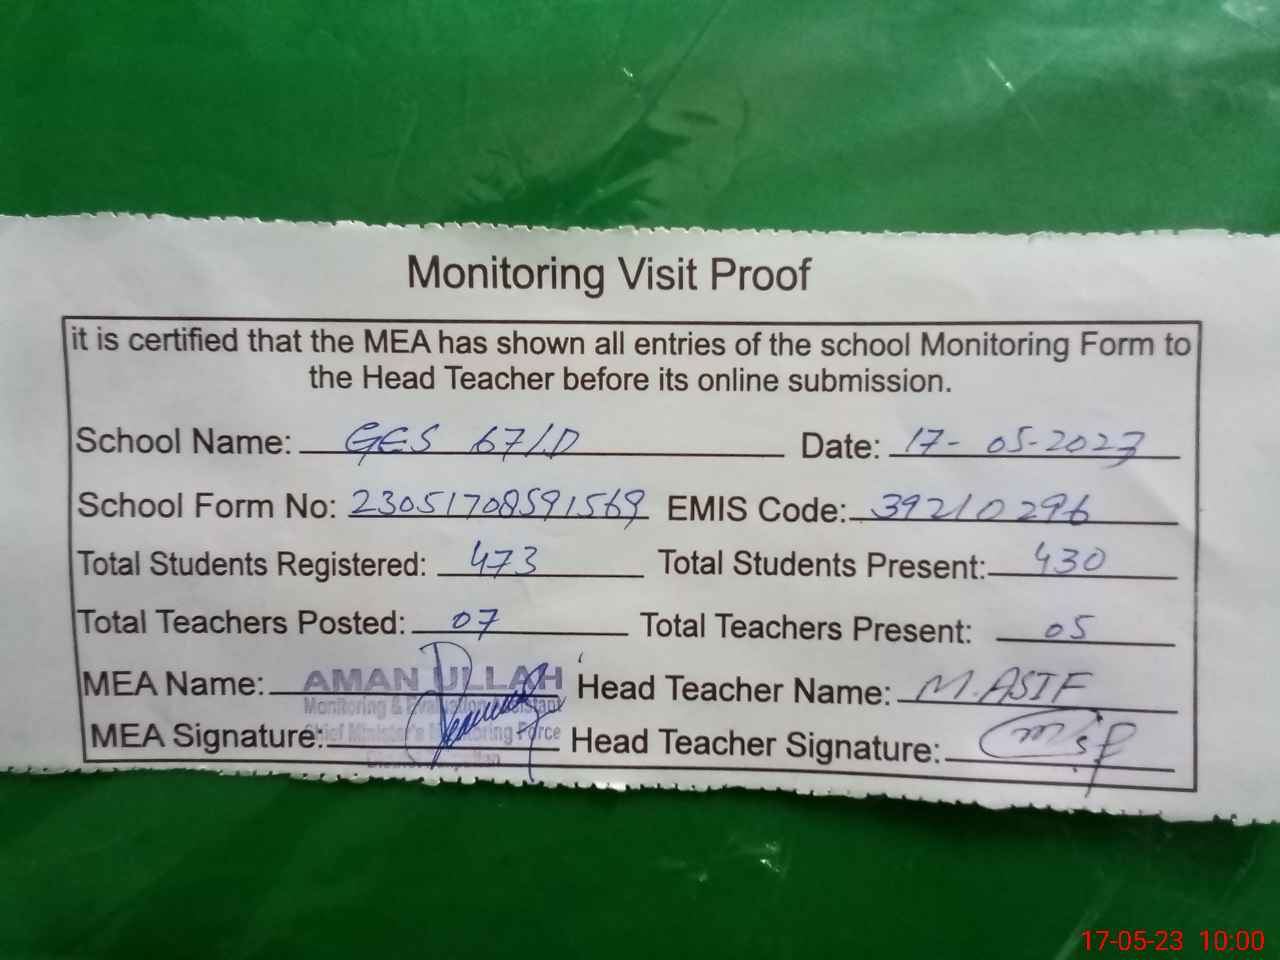 Monitoring Visit Proof
it is certified that the MEA has shown all entries of the school Monitoring Form to
the Head Teacher before its online submission.
School Name: GES 67/D Date: 17-05-2023
School Form No: 23051708591569 EMIS Code: 39210296
Total Students Registered: 473 Total Students Present: 430
Total Teachers Posted: 07 Total Teachers Present: 05
MEA Name: AMAN ULLAH Head Teacher Name: M.ASIF
Monitoring & Evaluation Assistant
MEA Signature: Chief Minister's Monitoring Force Head Teacher Signature:
17-05-23 10:00